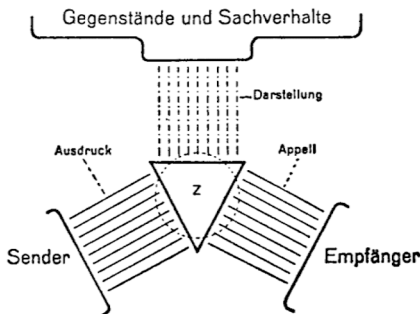 Gegenstände und Sachverhalte
Darstellung
Ausdruck
Appell
Z
Sender
Empfänger